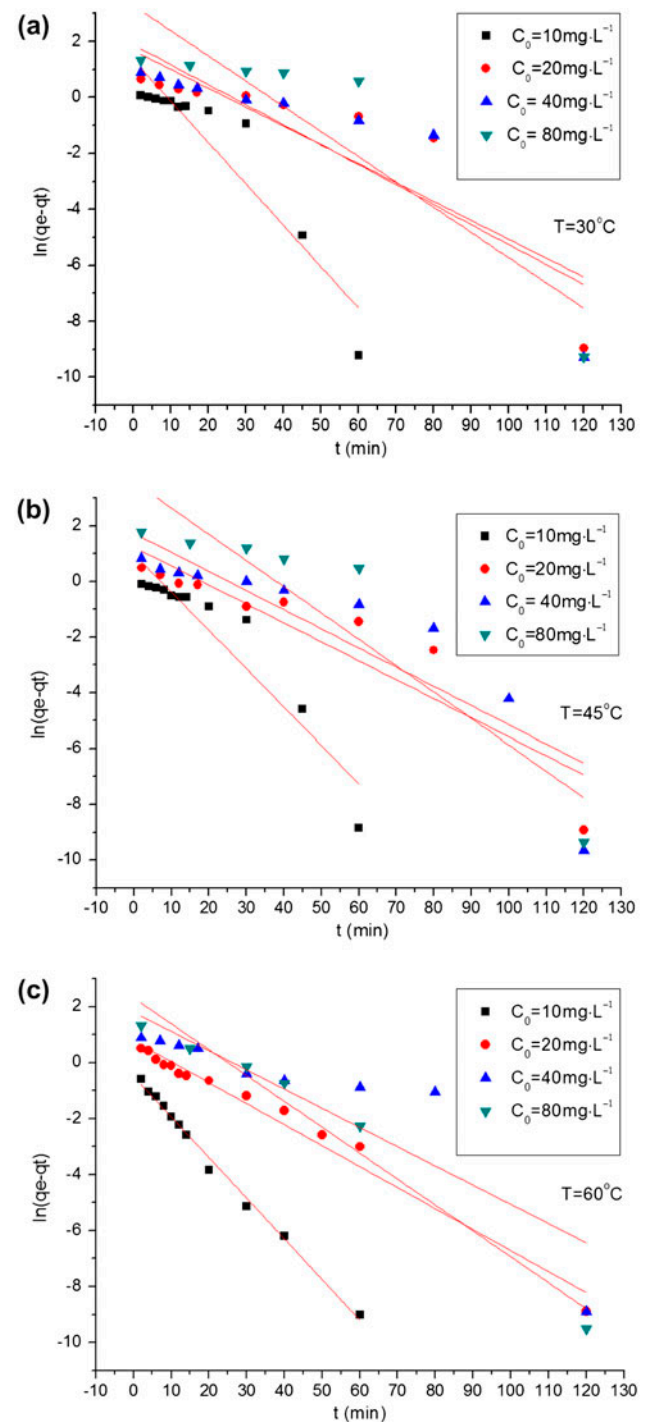 (a)
C₀=10mg·L⁻¹
C₀=20mg·L⁻¹
C₀= 40mg·L⁻¹
C₀= 80mg·L⁻¹
T=30°C
ln(qe-qt)
2
0
-2
-4
-6
-8
-10
-10 0 10 20 30 40 50 60 70 80 90 100 110 120 130
t (min)
(b)
C₀=10mg·L⁻¹
C₀=20mg·L⁻¹
C₀= 40mg·L⁻¹
C₀=80mg·L⁻¹
T=45°C
ln(qe-qt)
2
0
-2
-4
-6
-8
-10
-10 0 10 20 30 40 50 60 70 80 90 100 110 120 130
t (min)
(c)
C₀=10mg·L⁻¹
C₀=20mg·L⁻¹
C₀=40mg·L⁻¹
C₀=80mg·L⁻¹
T=60°C
ln(qe-qt)
2
0
-2
-4
-6
-8
-10
-10 0 10 20 30 40 50 60 70 80 90 100 110 120 130
t (min)